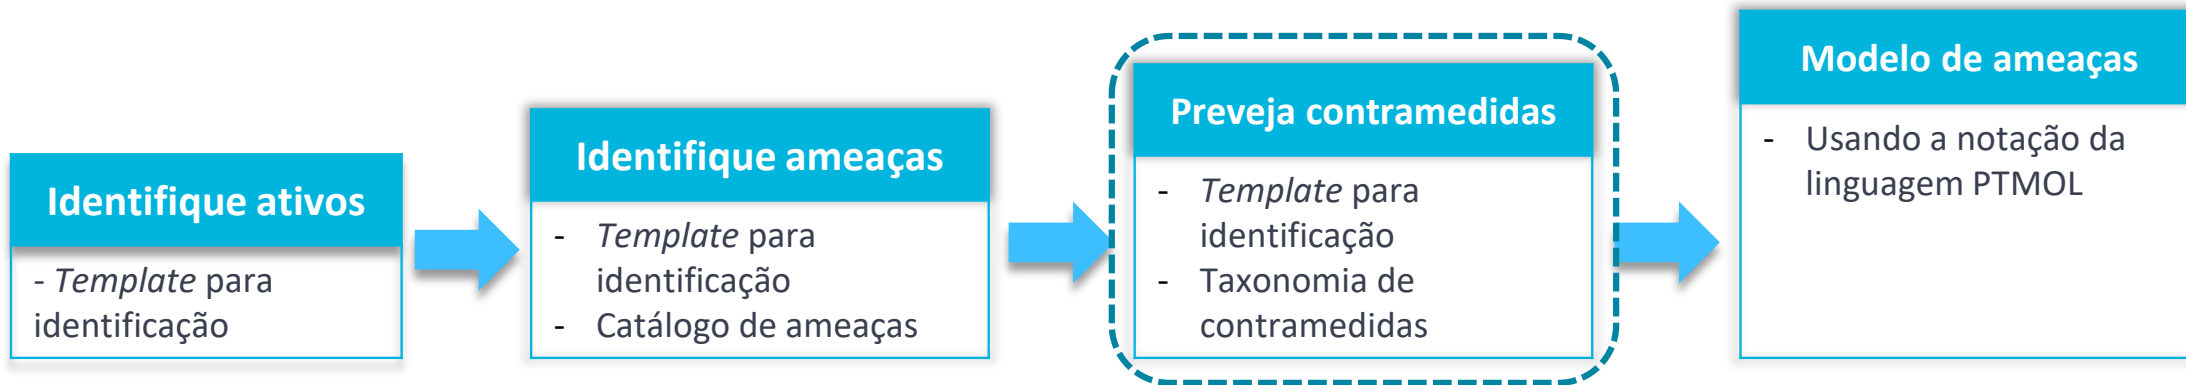 Identifique ativos
- Template para
identificação
Identifique ameaças
- Template para
identificação
- Catálogo de ameaças
Preveja contramedidas
- Template para
identificação
- Taxonomia de
contramedidas
Modelo de ameaças
- Usando a notação da
linguagem PTMOL